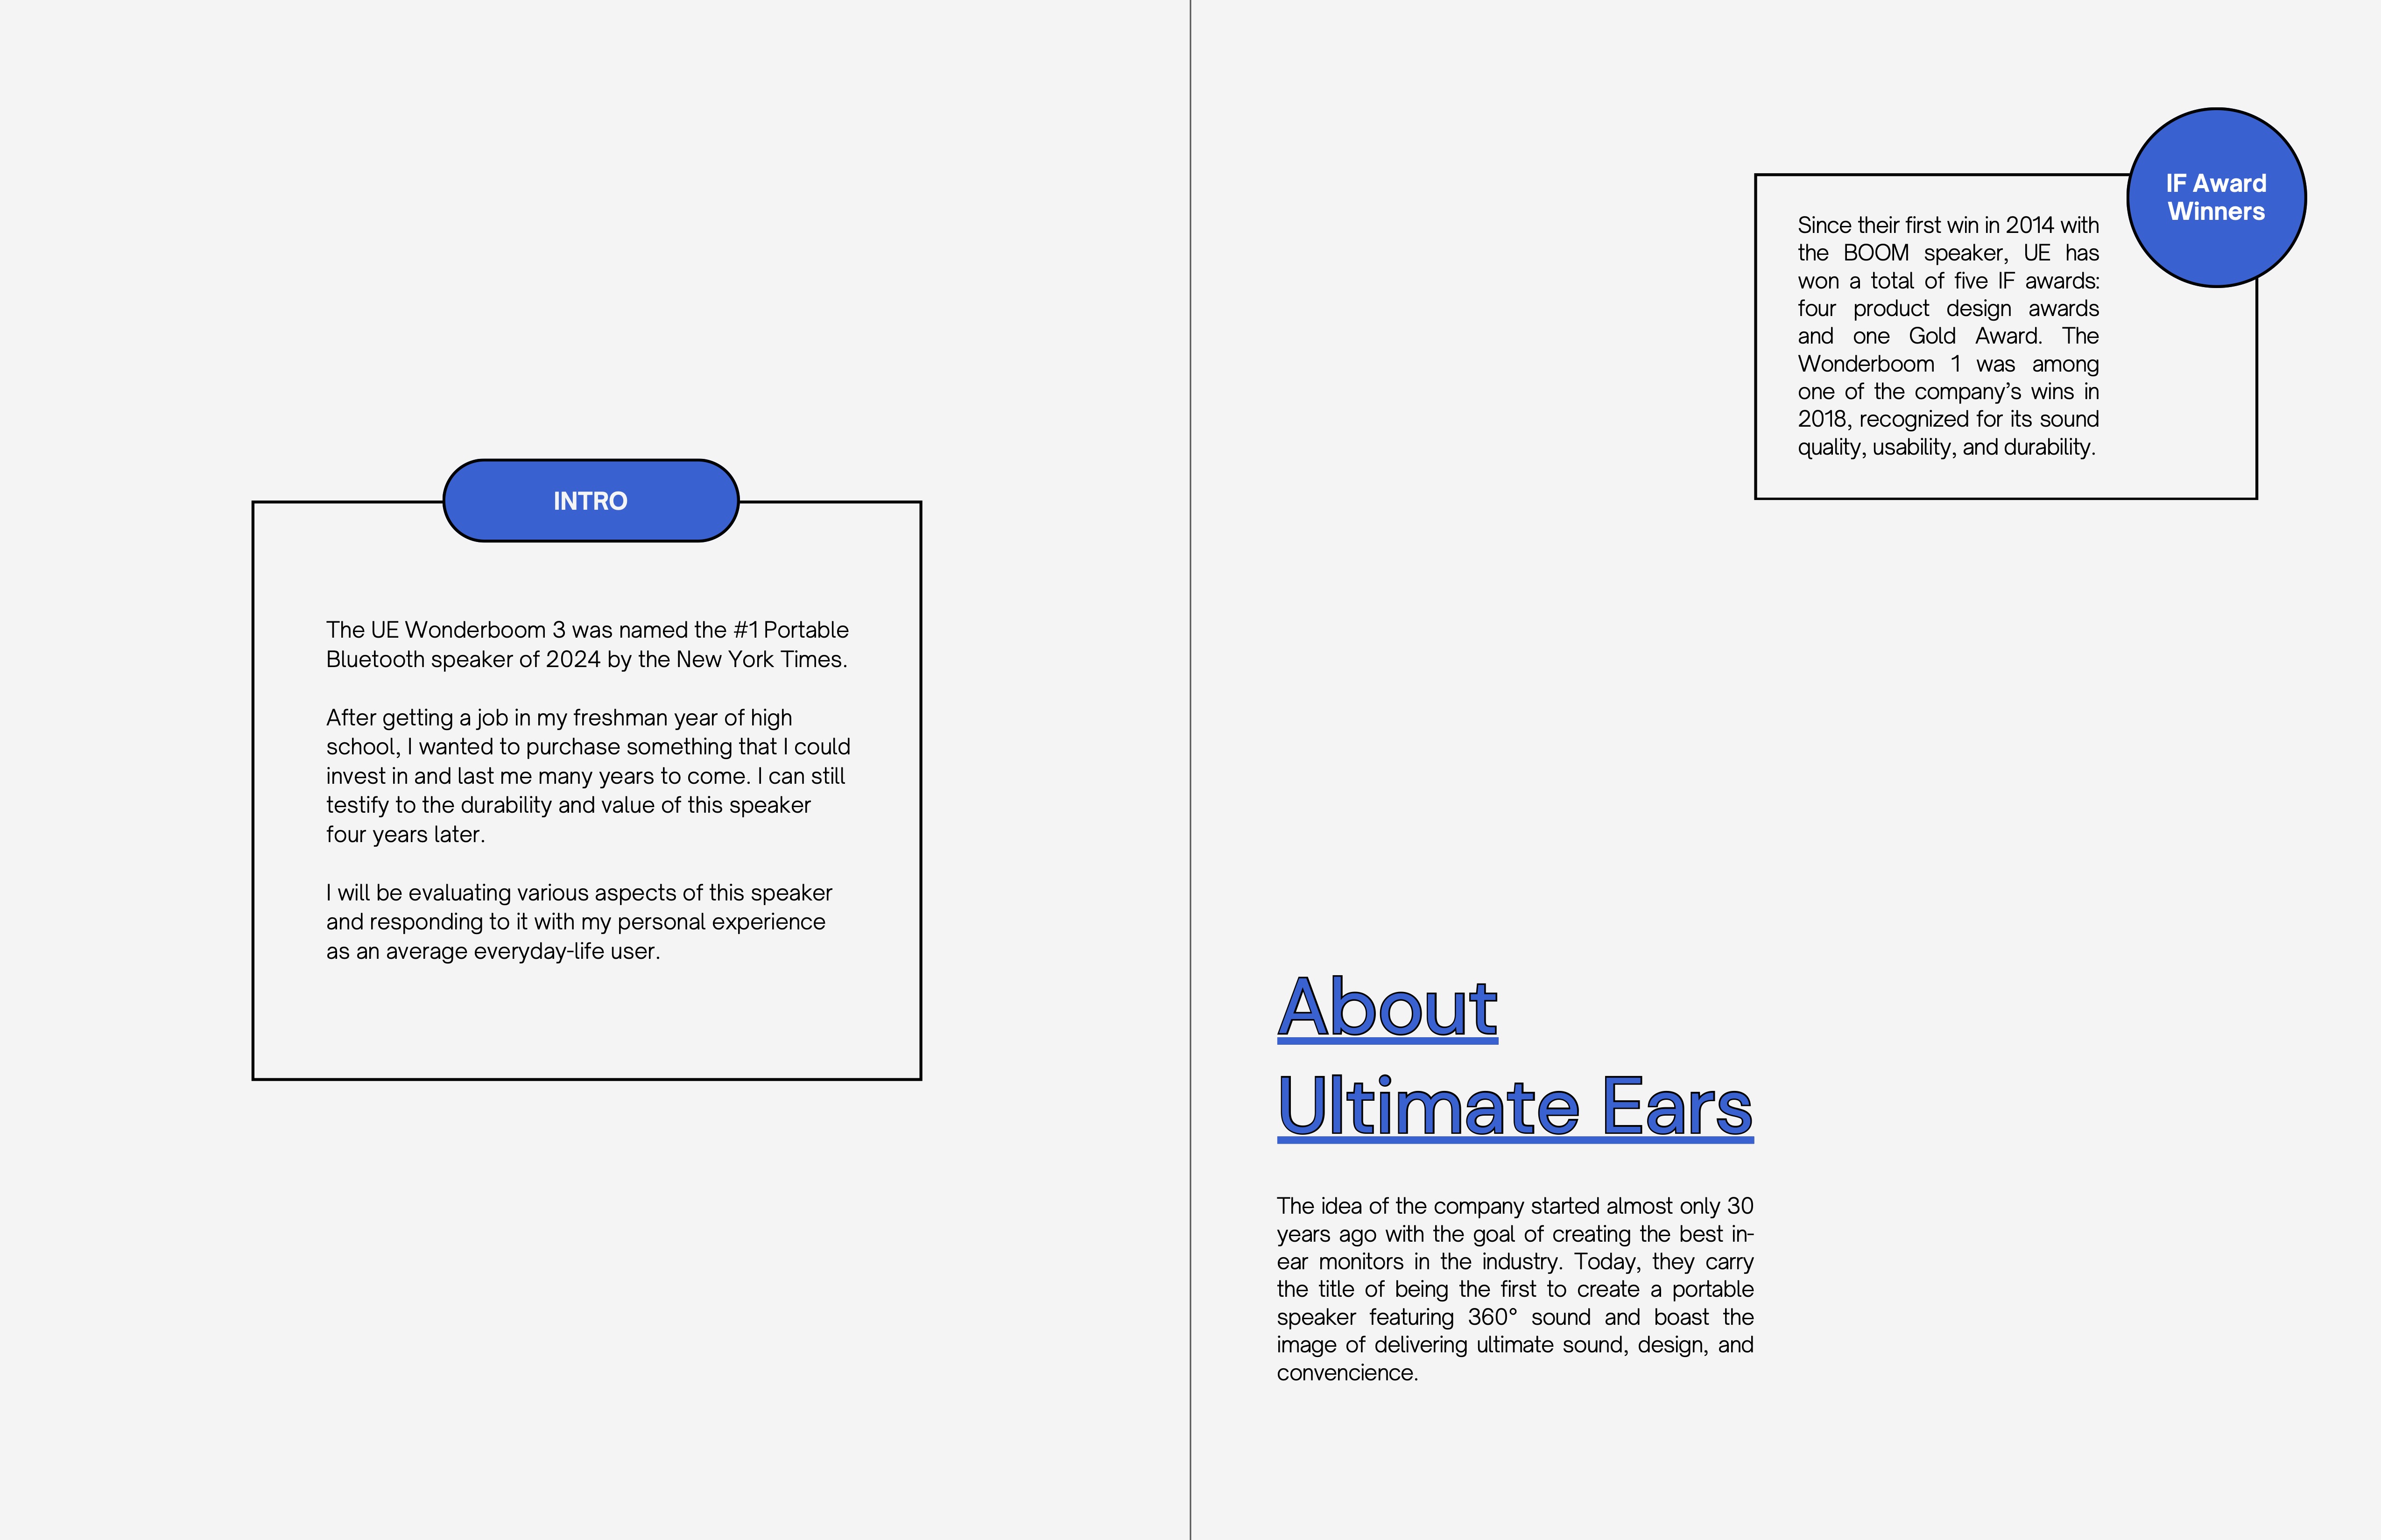 INTRO
The UE Wonderboom 3 was named the #1 Portable
Bluetooth speaker of 2024 by the New York Times.
After getting a job in my freshman year of high
school, I wanted to purchase something that I could
invest in and last me many years to come. I can still
testify to the durability and value of this speaker
four years later.
I will be evaluating various aspects of this speaker
and responding to it with my personal experience
as an average everyday-life user.
IF Award
Winners
Since their first win in 2014 with
the BOOM speaker, UE has
won a total of five IF awards:
four product design awards
and one Gold Award. The
Wonderboom 1 was among
one of the company’s wins in
2018, recognized for its sound
quality, usability, and durability.
About
Ultimate Ears
The idea of the company started almost only 30
years ago with the goal of creating the best in-
ear monitors in the industry. Today, they carry
the title of being the first to create a portable
speaker featuring 360° sound and boast the
image of delivering ultimate sound, design, and
convencience.